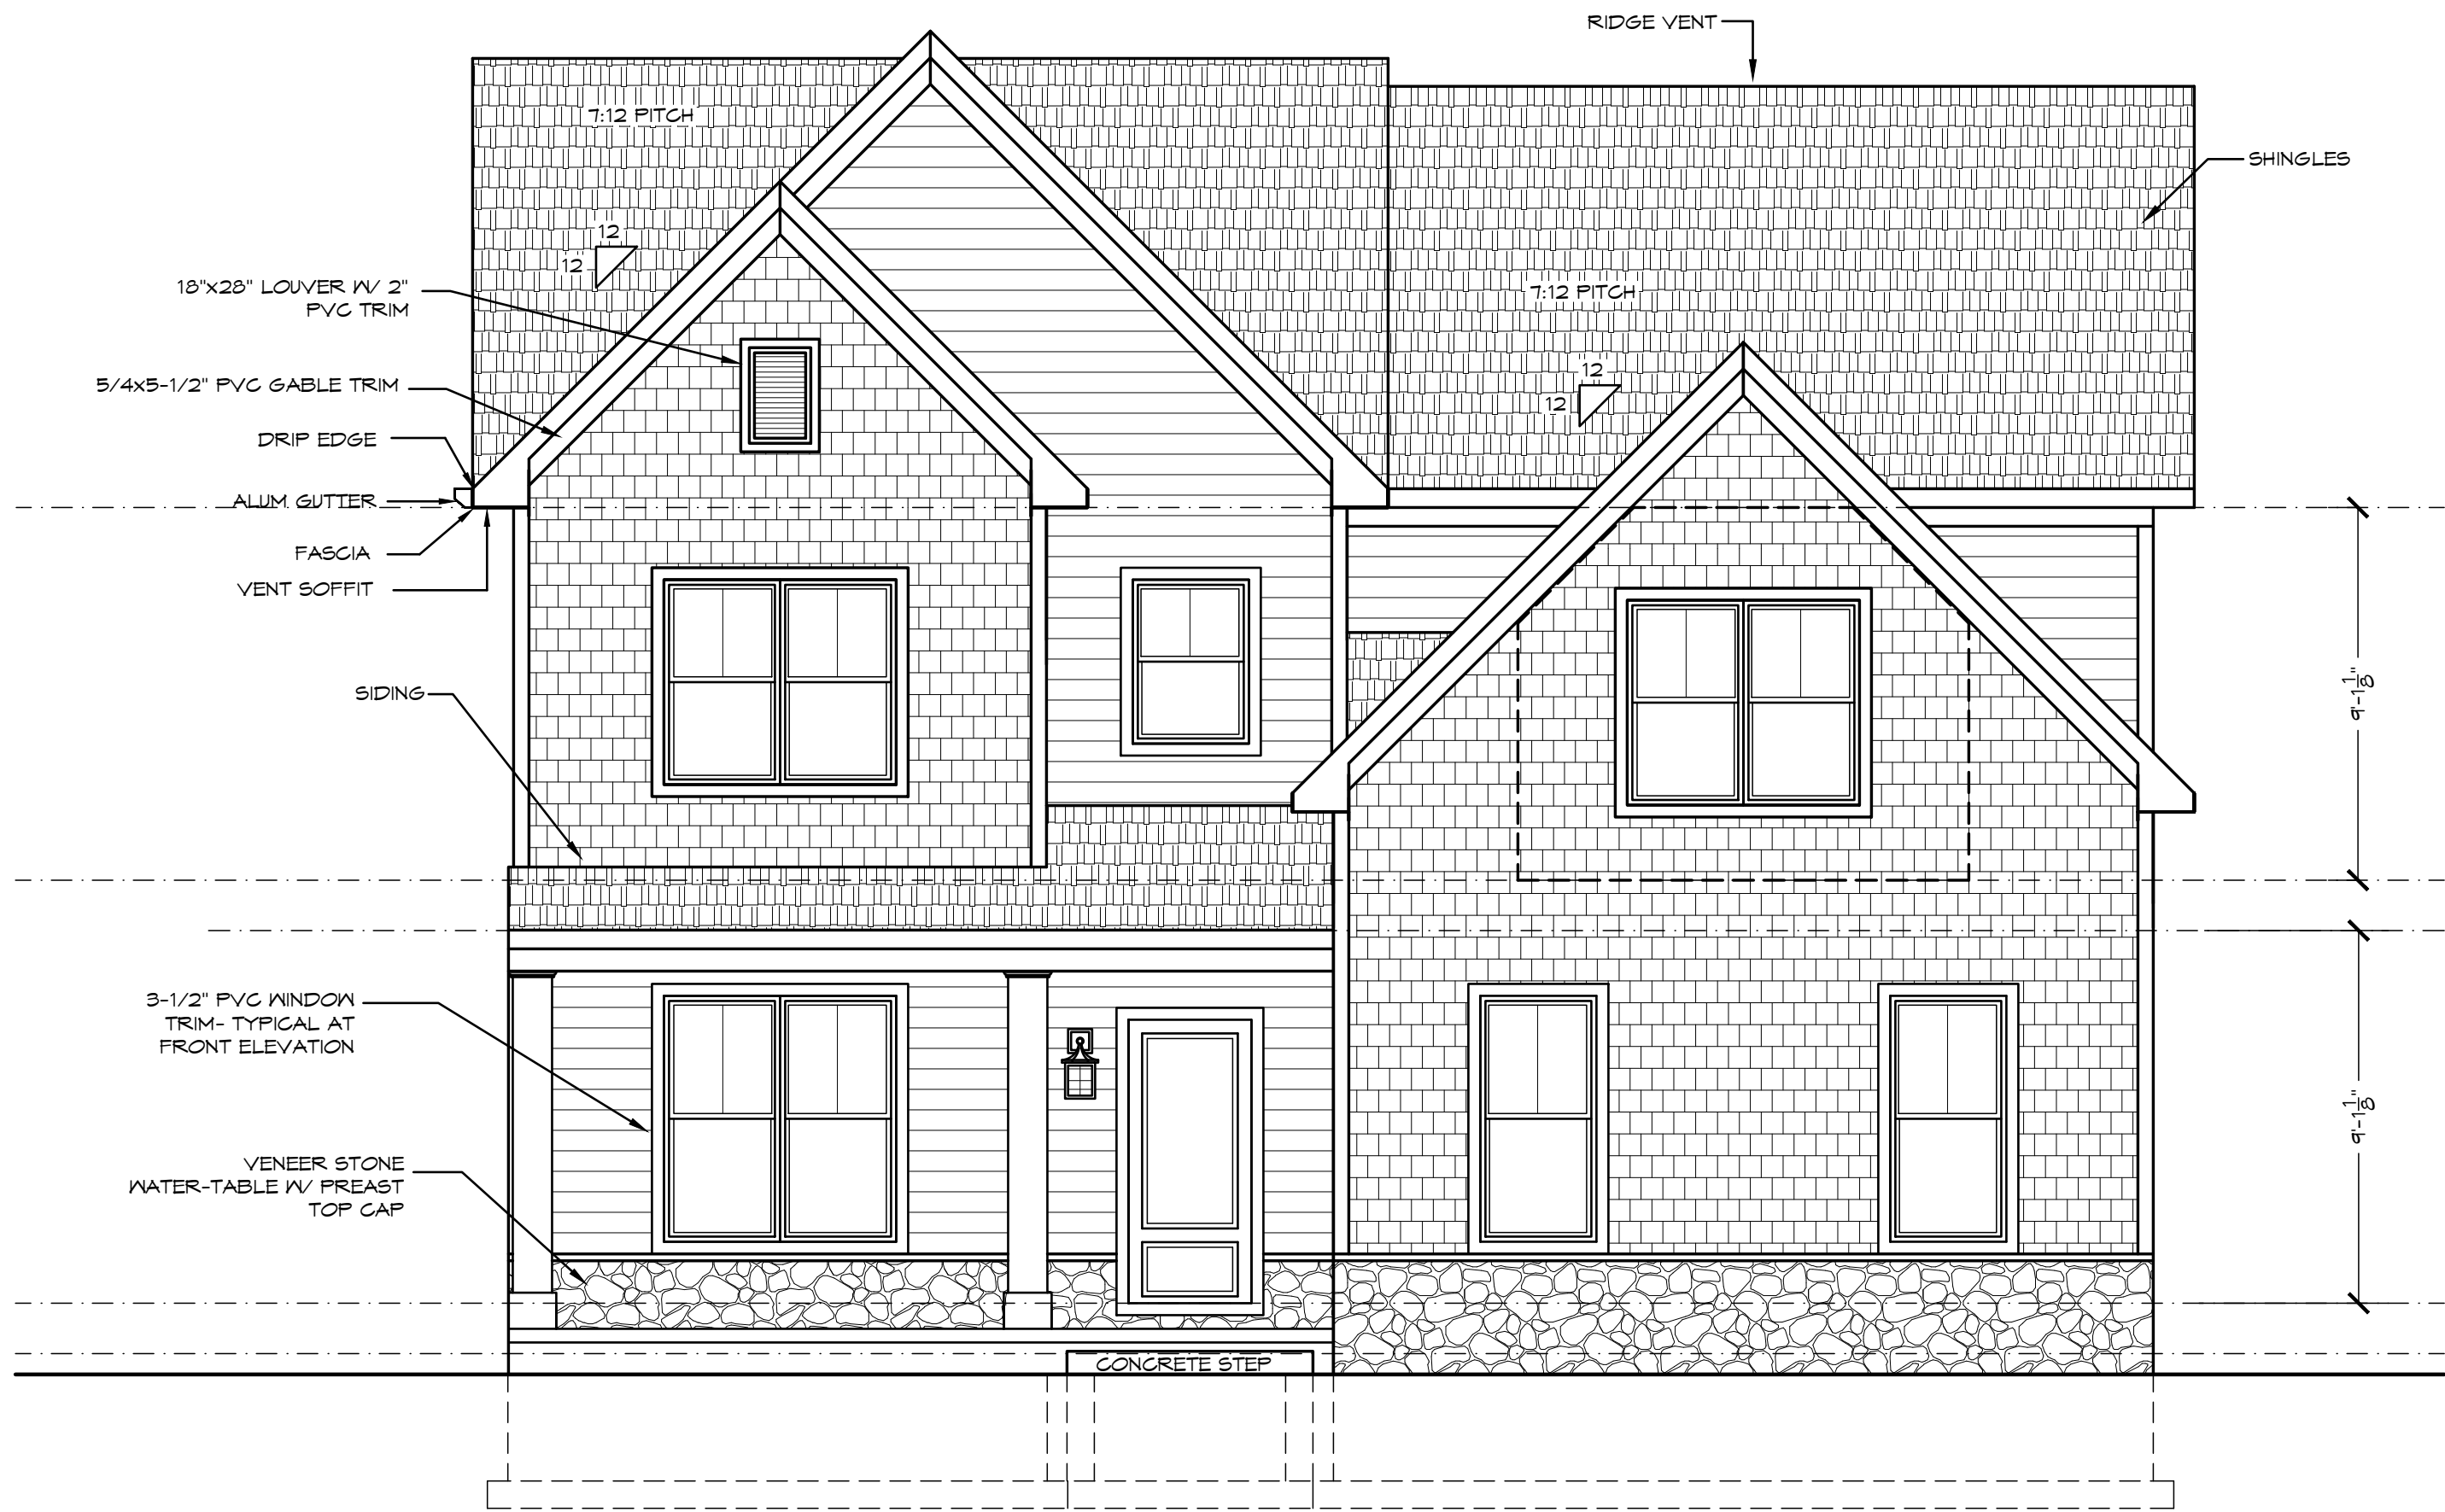 RIDGE VENT
7:12 PITCH
SHINGLES
12
12
18"x28" LOUVER W/ 2"
PVC TRIM
7:12 PITCH
5/4x5-1/2" PVC GABLE TRIM
12
12
DRIP EDGE
ALUM GUTTER
FASCIA
VENT SOFFIT
SIDING
9'-1 1/8"
3-1/2" PVC WINDOW
TRIM- TYPICAL AT
FRONT ELEVATION
9'-1 1/8"
VENEER STONE
WATER-TABLE W/ PREAST
TOP CAP
CONCRETE STEP